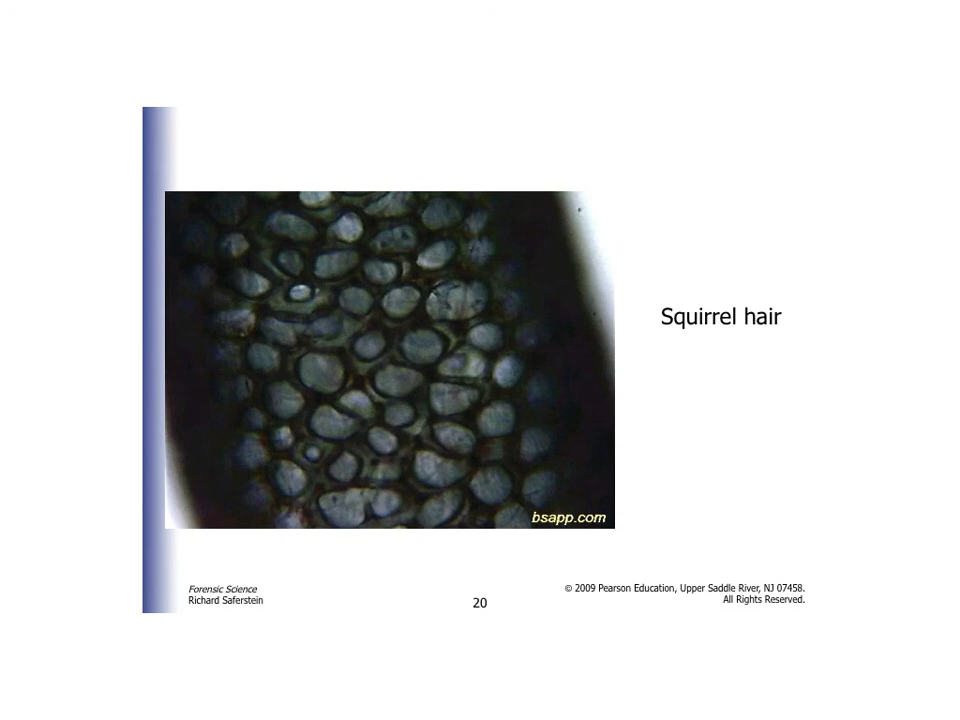 Squirrel hair
bsapp.com
Forensic Science
Richard Saferstein
20
© 2009 Pearson Education, Upper Saddle River, NJ 07458.
All Rights Reserved.